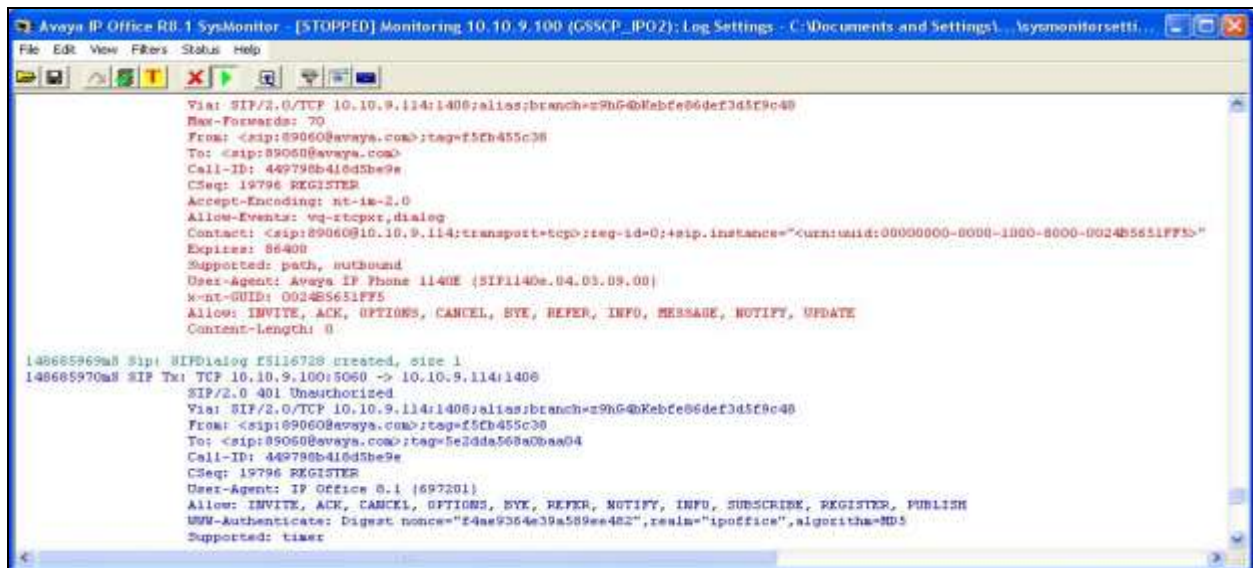 Avaya IP Office R8.1 SysMonitor - [STOPPED] Monitoring 10.10.9.100 (GSSCP_IPO2); Log Settings - C:\Documents and Settings\...\sysmonitorsetti...
File Edit View Filters Status Help
Via: SIP/2.0/TCP 10.10.9.114:1408;alias;branch=z9hG4bKebfe86def3d5f9c48
Max-Forwards: 70
From: <sip:89060@avaya.com>;tag=f5fb455c38
To: <sip:89060@avaya.com>
Call-ID: 449798b418d5be9e
CSeq: 19796 REGISTER
Accept-Encoding: nt-im-2.0
Allow-Events: vq-rtcpxr,dialog
Contact: <sip:89060@10.10.9.114;transport=tcp>;reg-id=0;+sip.instance="<urn:uuid:00000000-0000-1000-8000-0024B5651FF5>"
Expires: 86400
Supported: path, outbound
User-Agent: Avaya IP Phone 1140E (SIP1140e.04.03.09.00)
x-nt-GUID: 0024B5651FF5
Allow: INVITE, ACK, OPTIONS, CANCEL, BYE, REFER, INFO, MESSAGE, NOTIFY, UPDATE
Content-Length: 0
148685969mS Sip: SIPDialog f5116728 created, size 1
148685970mS SIP Tx: TCP 10.10.9.100:5060 -> 10.10.9.114:1408
SIP/2.0 401 Unauthorized
Via: SIP/2.0/TCP 10.10.9.114:1408;alias;branch=z9hG4bKebfe86def3d5f9c48
From: <sip:89060@avaya.com>;tag=f5fb455c38
To: <sip:89060@avaya.com>;tag=5e2dda568a0baa04
Call-ID: 449798b418d5be9e
CSeq: 19796 REGISTER
User-Agent: IP Office 8.1 (697201)
Allow: INVITE, ACK, CANCEL, OPTIONS, BYE, REFER, NOTIFY, INFO, SUBSCRIBE, REGISTER, PUBLISH
WWW-Authenticate: Digest nonce="f4ae9364e39a589ee482",realm="ipoffice",algorithm=MD5
Supported: timer